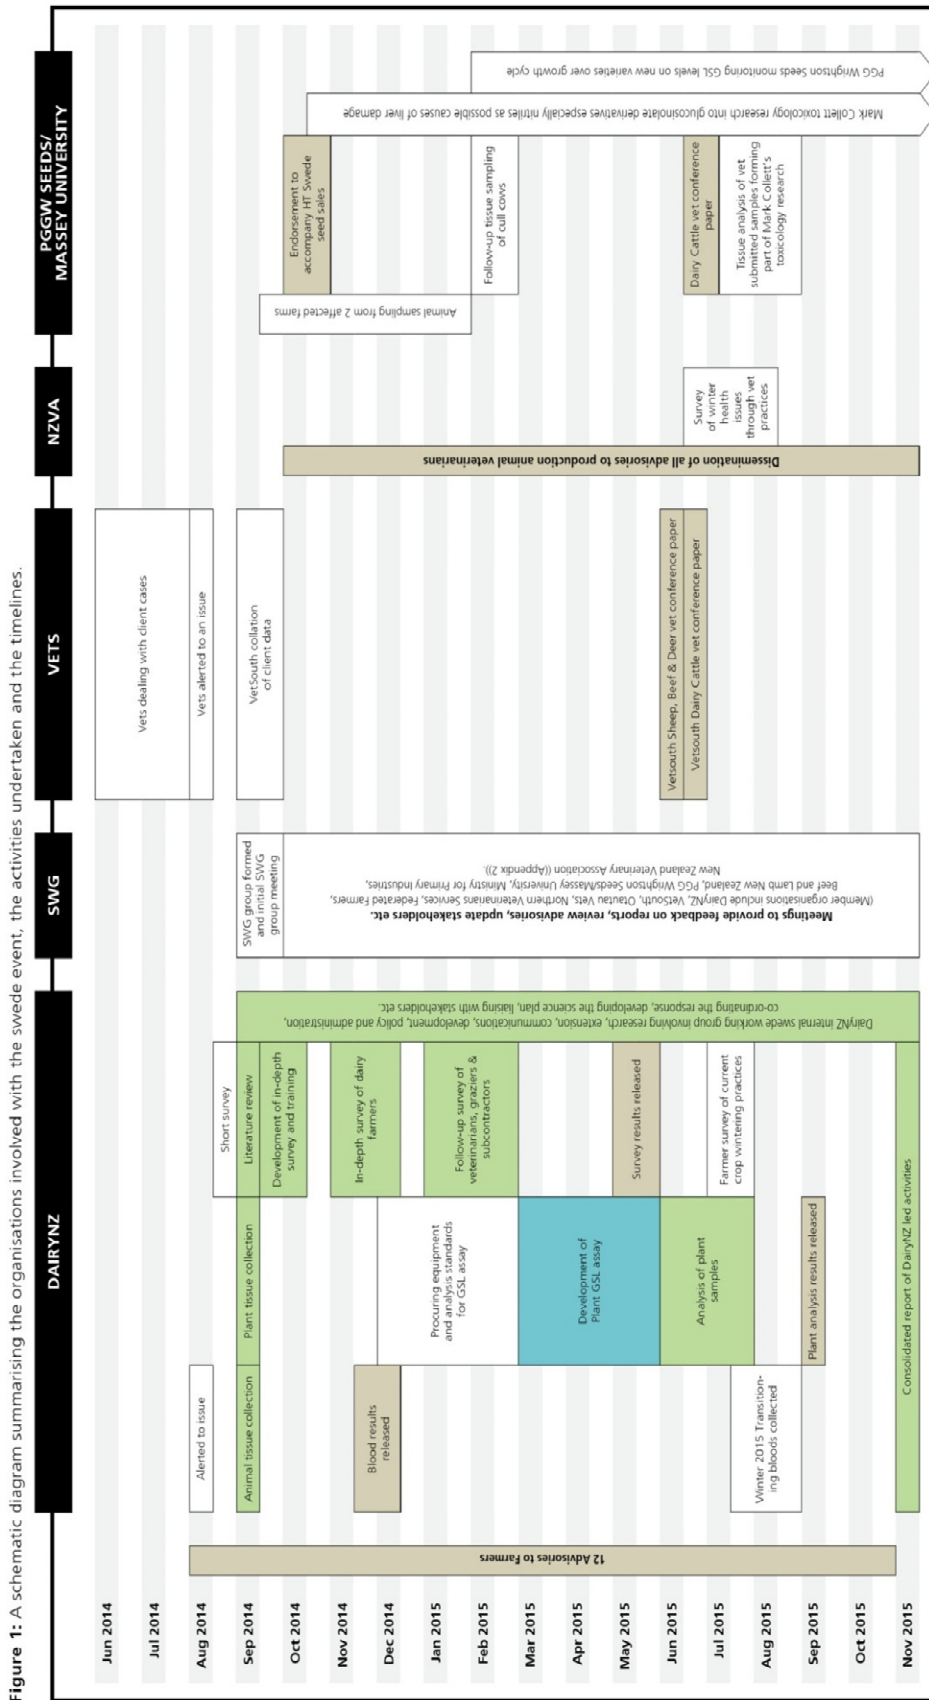 Figure 1: A schematic diagram summarising the organisations involved with the swede event, the activities undertaken and the timelines.
DAIRYNZ
SWG
VETS
NZVA
PGGW SEEDS/
MASSEY UNIVERSITY
Jun 2014
Jul 2014
Aug 2014
Sep 2014
Oct 2014
Nov 2014
Dec 2014
Jan 2015
Feb 2015
Mar 2015
Apr 2015
May 2015
Jun 2015
Jul 2015
Aug 2015
Sep 2015
Oct 2015
Nov 2015
12 Advisories to Farmers
Alerted to issue
Animal tissue collection
Blood results
released
Winter 2015 Transition-
ing bloods collected
Plant tissue collection
Procuring equipment
and analysis standards
for GSL assay
Development of
Plant GSL assay
Analysis of plant
samples
Plant analysis results released
Short survey
Literature review
Development of in-depth
survey and training
In-depth survey of dairy
farmers
Follow-up survey of
veterinarians, graziers &
subcontractors
Survey results released
Farmer survey of current
crop wintering practices
Consolidated report of DairyNZ led activities
DairyNZ internal swede working group involving research, extension, communications, development, policy and administration,
co-ordinating the response, developing the science plan, liaising with stakeholders etc.
SWG group formed
and initial SWG
group meeting
Meetings to provide feedback on reports, review advisories, update stakeholders etc.
(Member organisations include DairyNZ, VetSouth, Otautau Vets, Northern Veterinarians Services, Federated Farmers,
Beef and Lamb New Zealand, PGG Wrightson Seeds/Massey University, Ministry for Primary Industries,
New Zealand Veterinary Association ((Appendix 2)).
Vets dealing with client cases
Vets alerted to an issue
VetSouth collation
of client data
Vetsouth Sheep, Beef & Deer vet conference paper
Vetsouth Dairy Cattle vet conference paper
Dissemination of all advisories to production animal veterinarians
Survey
of winter
health
issues
through vet
practices
Animal sampling from 2 affected farms
Endorsement to
accompany HT Swede
seed sales
Follow-up tissue sampling
of cull cows
Dairy Cattle vet conference
paper
Tissue analysis of vet
submitted samples forming
part of Mark Collett's
toxicology research
Mark Collett toxocology research into glucosinolate derivatives especially nitriles as possible causes of liver damage
PGG Wrightson Seeds monitoring GSL levels on new varieties over growth cycle